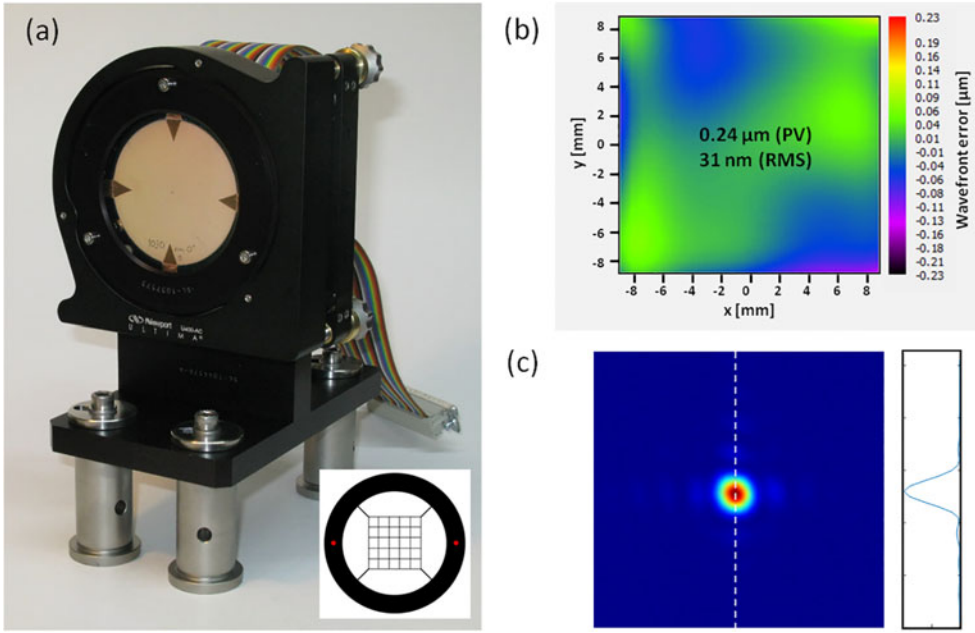 (a)
Newport
ULTIMA
(b)
8
6
4
2
0
-2
-4
-6
-8
y [mm]
-8 -6 -4 -2 0 2 4 6 8
x [mm]
0.24 µm (PV)
31 nm (RMS)
0.23
0.19
0.16
0.14
0.11
0.09
0.06
0.04
0.01
-0.01
-0.04
-0.06
-0.08
-0.11
-0.13
-0.16
-0.18
-0.21
-0.23
Wavefront error [µm]
(c)